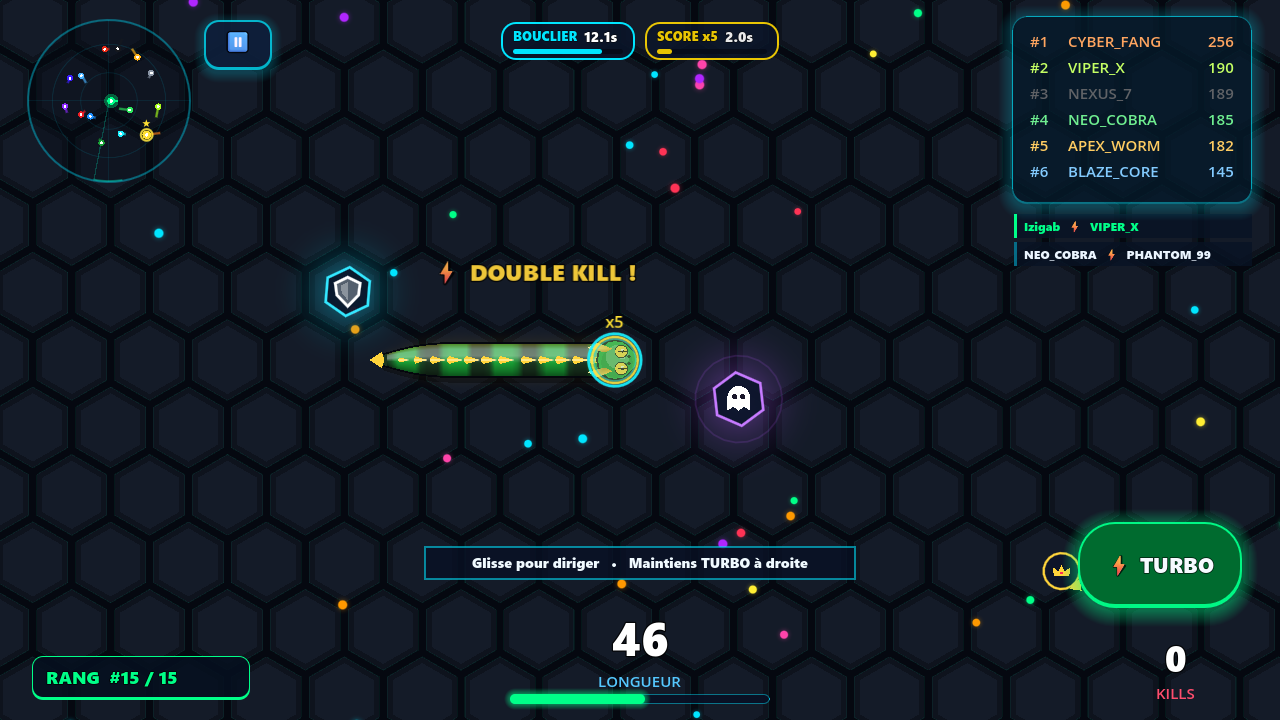 BOUCLIER 12.1s
SCORE x5 2.0s
#1 CYBER_FANG 256
#2 VIPER_X 190
#3 NEXUS_7 189
#4 NEO_COBRA 185
#5 APEX_WORM 182
#6 BLAZE_CORE 145
Izigab VIPER_X
NEO_COBRA PHANTOM_99
DOUBLE KILL !
x5
Glisse pour diriger • Maintiens TURBO à droite
TURBO
46
LONGUEUR
RANG #15 / 15
0
KILLS